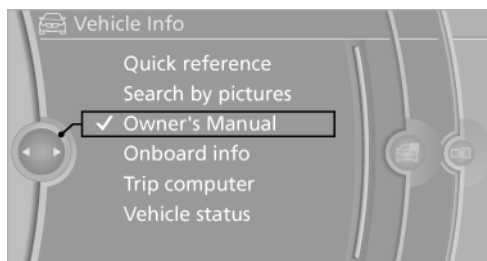 Vehicle Info
Quick reference
Search by pictures
Owner's Manual
Onboard info
Trip computer
Vehicle status